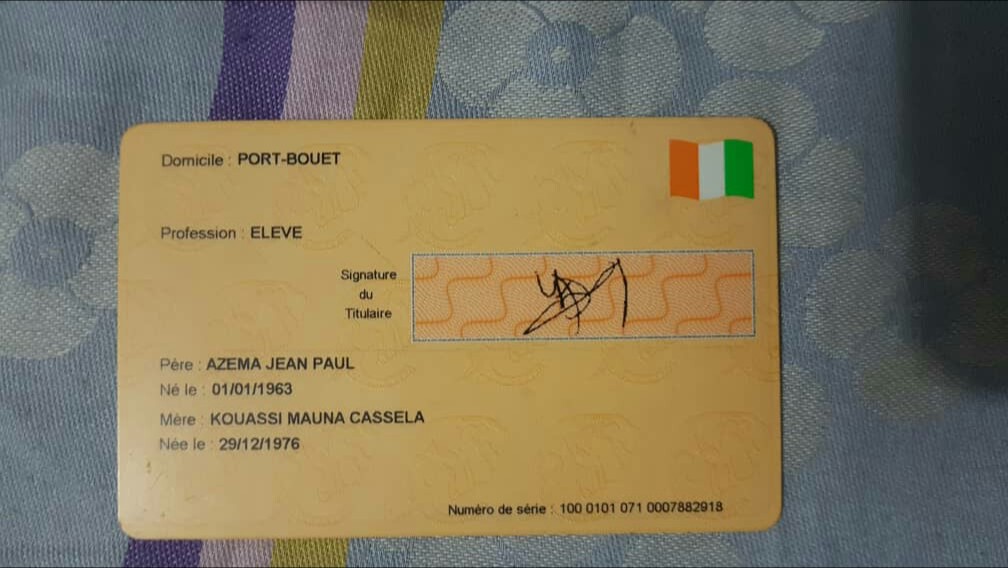 Domicile : PORT-BOUET
Profession : ELEVE
Signature
du
Titulaire
Père : AZEMA JEAN PAUL
Né le : 01/01/1963
Mère : KOUASSI MAUNA CASSELA
Née le : 29/12/1976
Numéro de série : 100 0101 071 0007882918